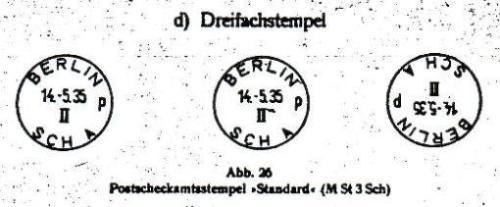 d) Dreifachstempel
BERLIN
14.-5.35 p
II
SCH A
BERLIN
14.-5.35 p
II
SCH A
BERLIN
14.-5.35 p
II
SCH A
Abb. 26
Postscheckamtsstempel »Standard« (M St 3 Sch)